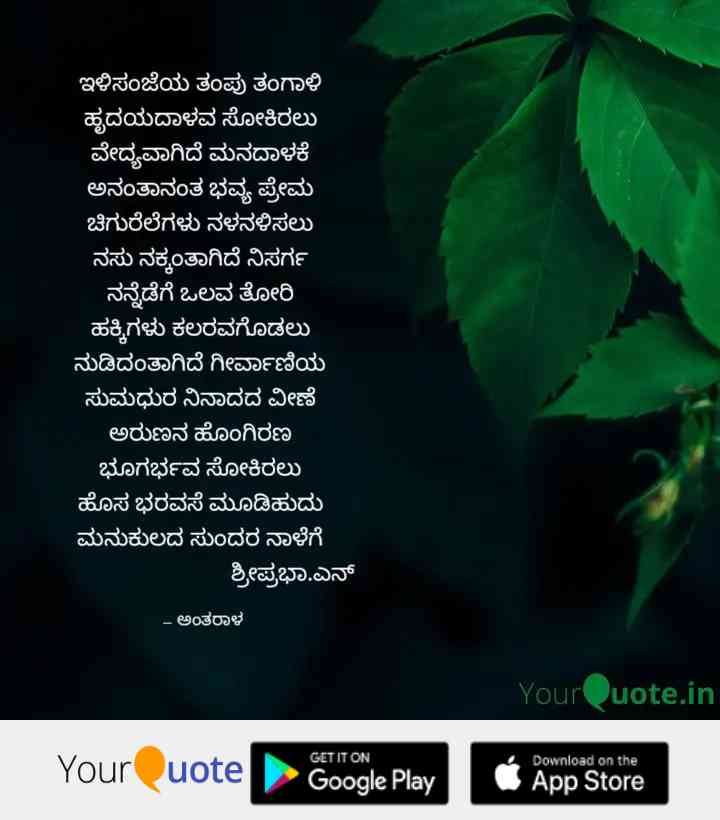 ಇಳಿಸಂಜೆಯ ತಂಪು ತಂಗಾಳಿ
ಹೃದಯದಾಳವ ಸೋಕಿರಲು
ವೇದ್ಯವಾಗಿದೆ ಮನದಾಳಕೆ
ಅನಂತಾನಂತ ಭವ್ಯ ಪ್ರೇಮ
ಚಿಗುರೆಲೆಗಳು ನಳನಳಿಸಲು
ನಸು ನಕ್ಕಂತಾಗಿದೆ ನಿಸರ್ಗ
ನನ್ನೆಡೆಗೆ ಒಲವ ತೋರಿ
ಹಕ್ಕಿಗಳು ಕಲರವಗೊಡಲು
ನುಡಿದಂತಾಗಿದೆ ಗೀರ್ವಾಣಿಯ
ಸುಮಧುರ ನಿನಾದದ ವೀಣೆ
ಅರುಣನ ಹೊಂಗಿರಣ
ಭೂಗರ್ಭವ ಸೋಕಿರಲು
ಹೊಸ ಭರವಸೆ ಮೂಡಿಹುದು
ಮನುಕುಲದ ಸುಂದರ ನಾಳೆಗೆ
ಶ್ರೀಪ್ರಭಾ.ಎನ್
– ಅಂತರಾಳ
YourQuote.in
YourQuote
GET IT ON
Google Play
Download on the
App Store